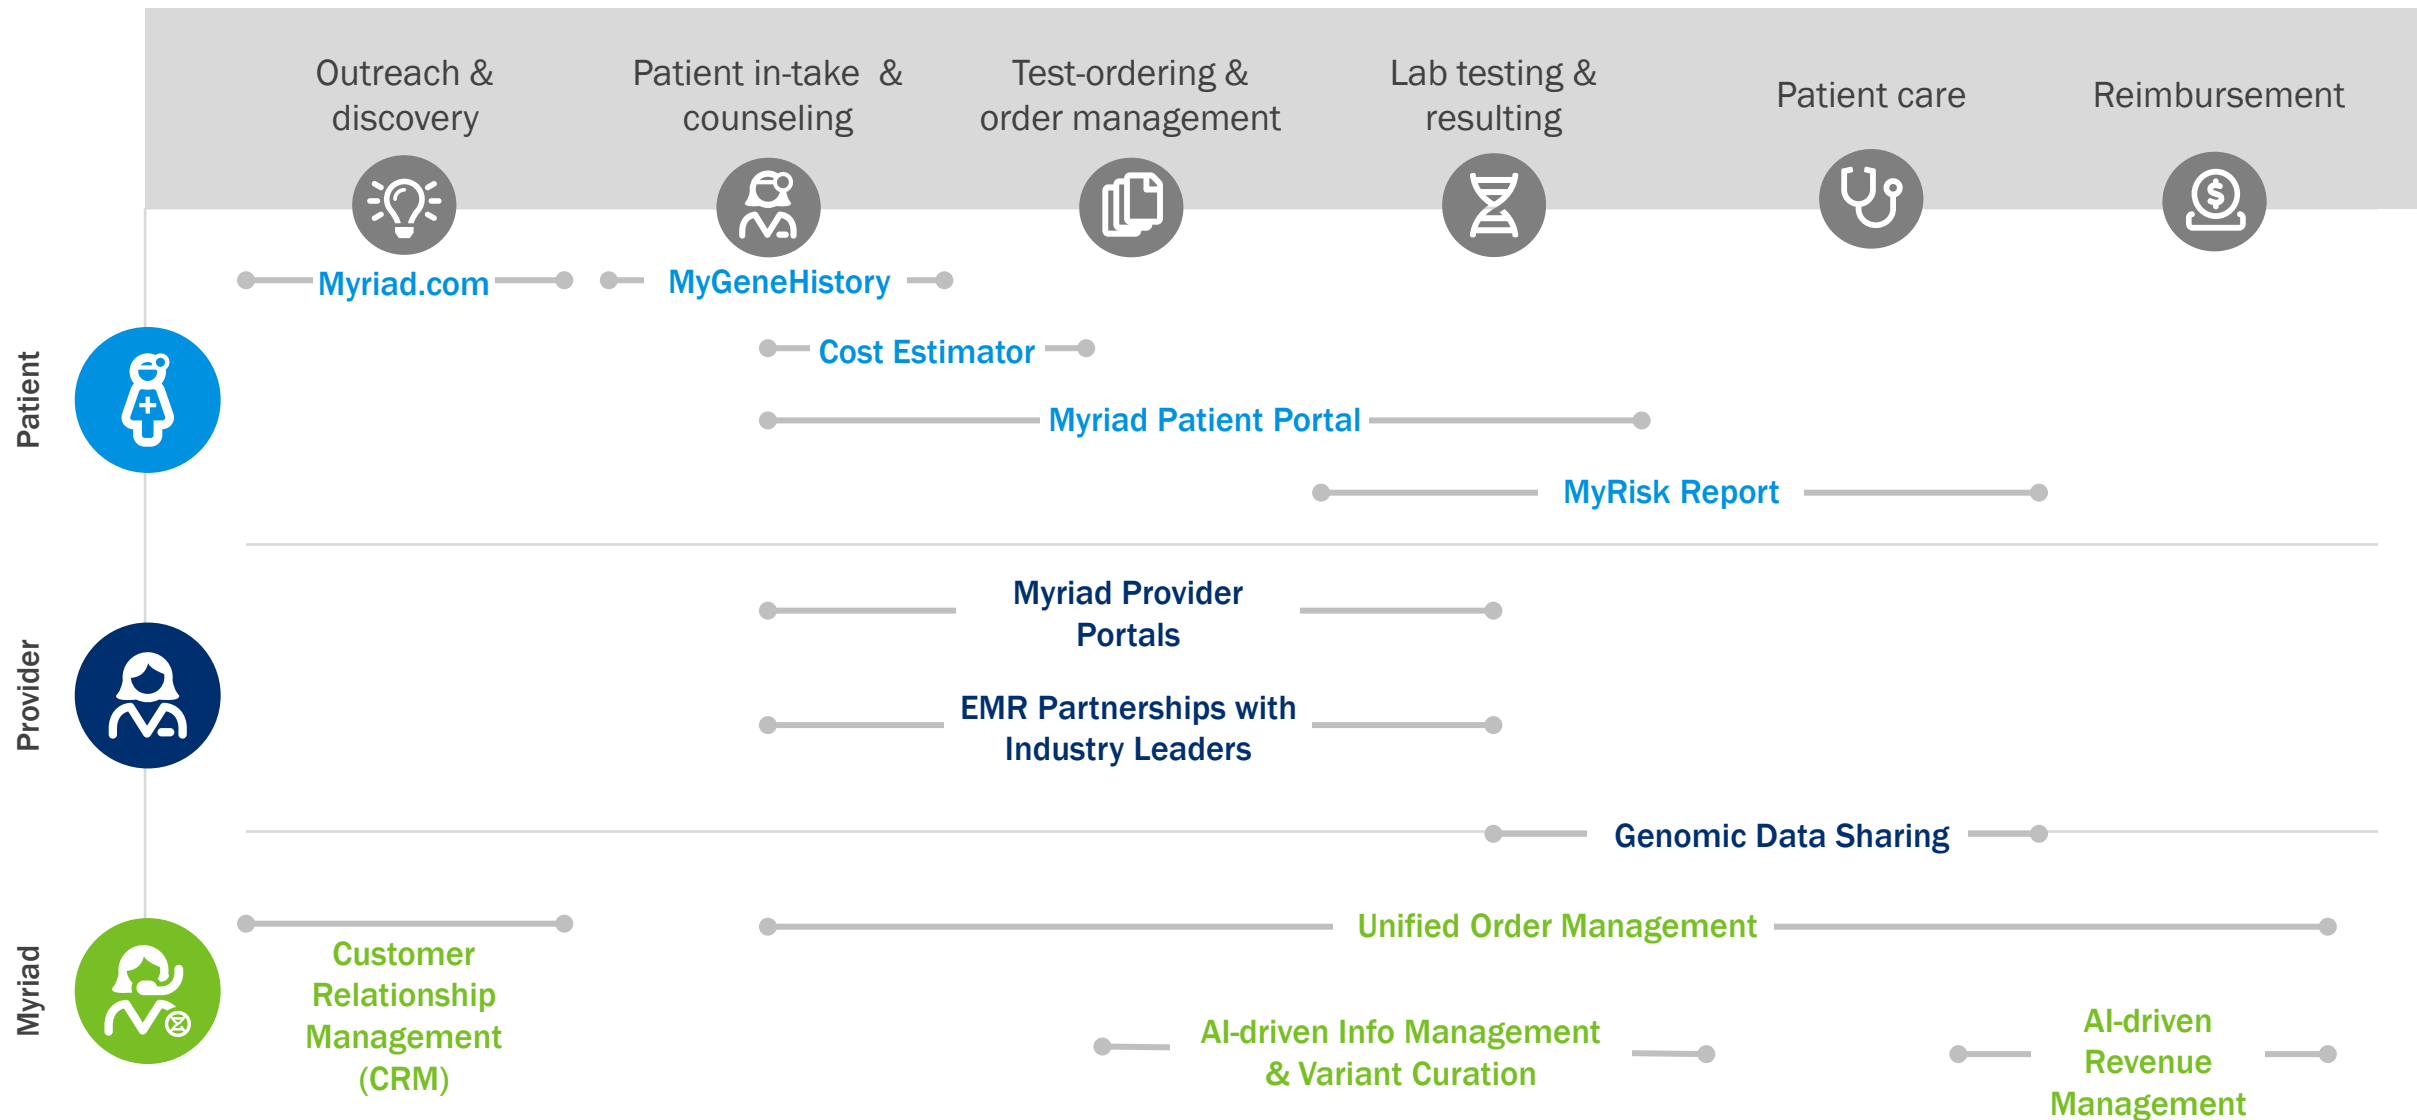 Outreach &
discovery
Patient in-take &
counseling
Test-ordering &
order management
Lab testing &
resulting
Patient care
Reimbursement
Patient
Myriad.com
MyGeneHistory
Cost Estimator
Myriad Patient Portal
MyRisk Report
Provider
Myriad Provider
Portals
EMR Partnerships with
Industry Leaders
Genomic Data Sharing
Myriad
Customer
Relationship
Management
(CRM)
Unified Order Management
AI-driven Info Management
& Variant Curation
AI-driven
Revenue
Management